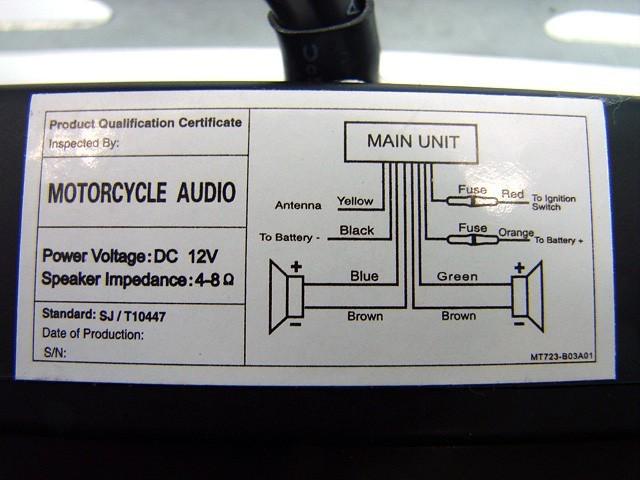 Product Qualification Certificate
Inspected By:
MOTORCYCLE AUDIO
Power Voltage: DC 12V
Speaker Impedance: 4-8 Ω
Standard: SJ / T10447
Date of Production:
S/N:
MAIN UNIT
Antenna Yellow
Fuse Red To Ignition
Switch
To Battery - Black
Fuse Orange To Battery +
+ Blue Green +
- Brown Brown -
MT723-B03A01